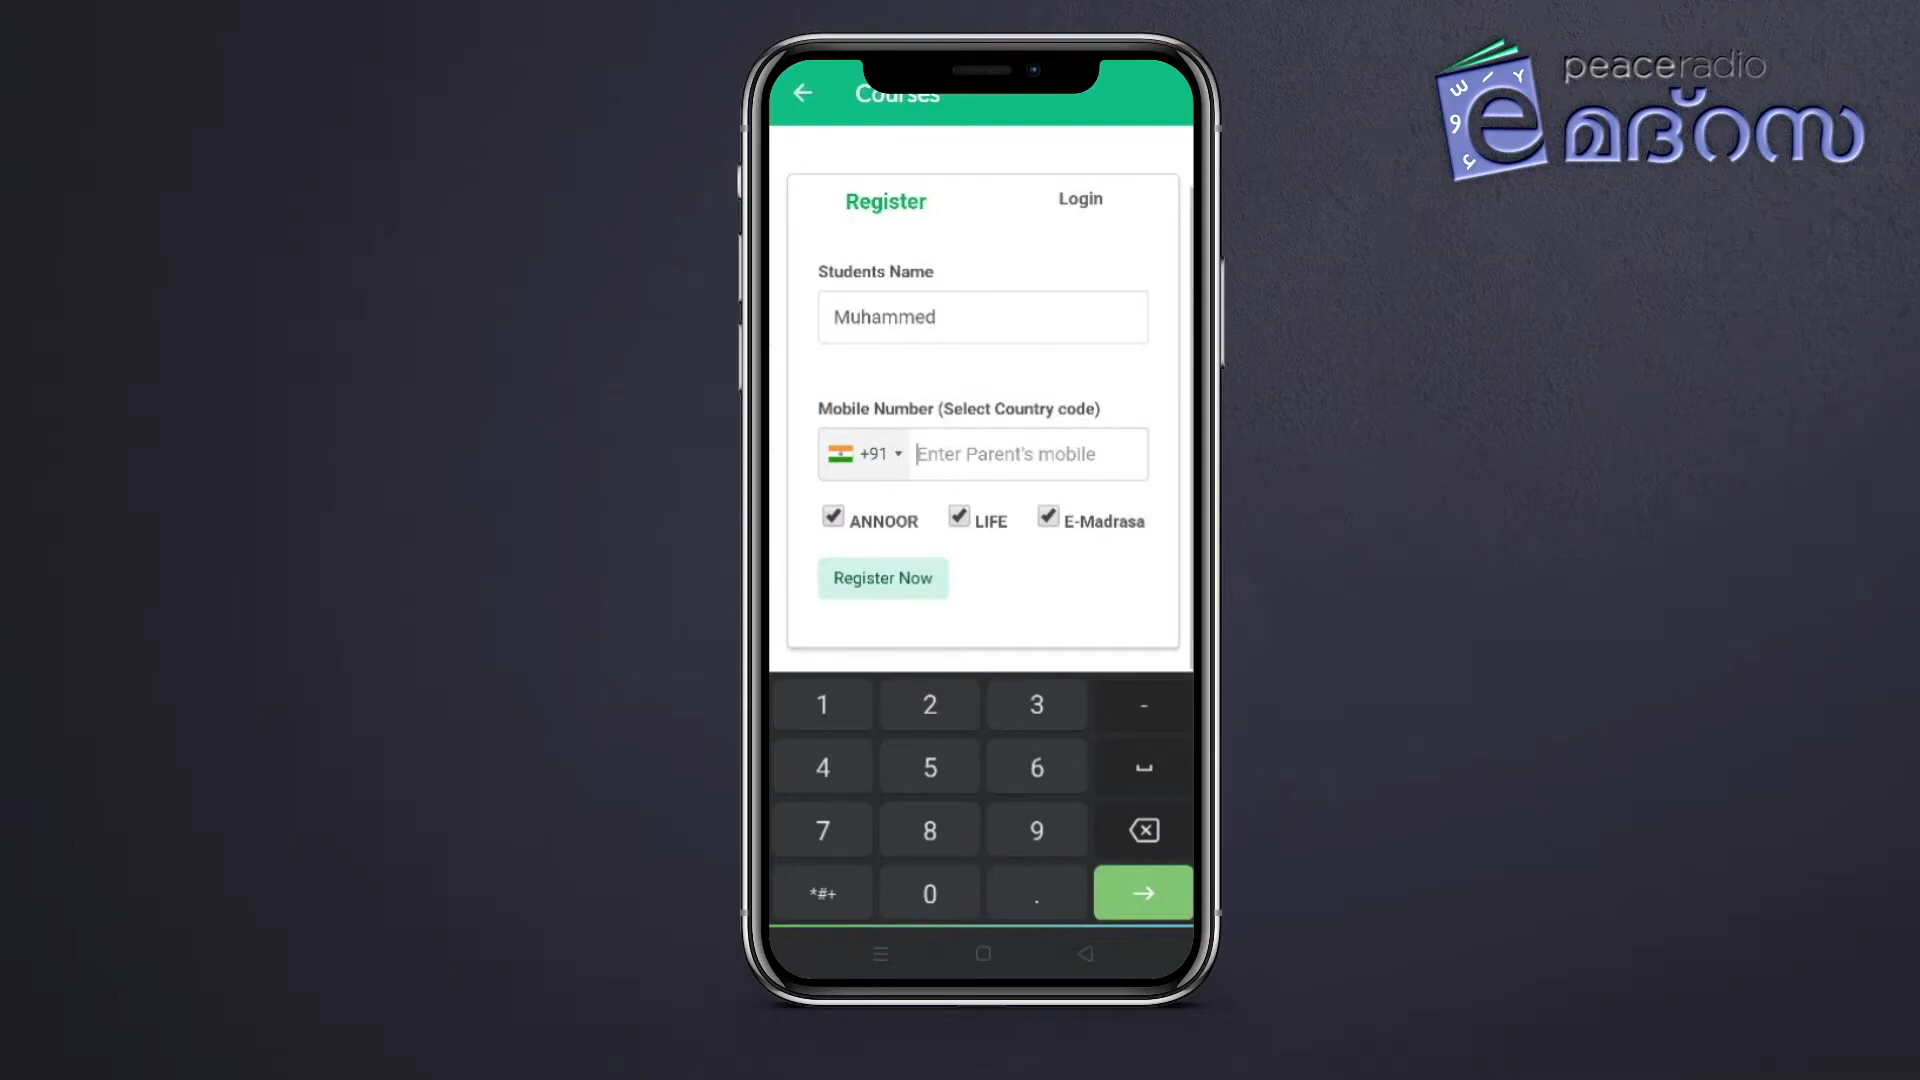 Courses
peaceradio
e മദ്റസ
Register
Login
Students Name
Muhammed
Mobile Number (Select Country code)
+91
Enter Parent's mobile
ANNOOR
LIFE
E-Madrasa
Register Now
1 2 3 -
4 5 6
7 8 9
*#+ 0 .